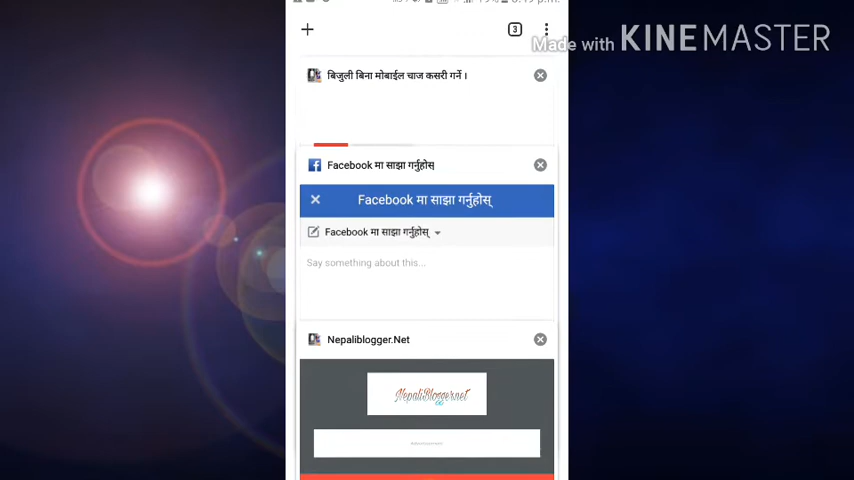 3
Made with KINEMASTER
बिजुली बिना मोबाईल चाज कसरी गर्ने ।
Facebook मा साझा गर्नुहोस्
Facebook मा साझा गर्नुहोस्
Facebook मा साझा गर्नुहोस्
Say something about this...
Nepaliblogger.Net
NepaliBlogger.net